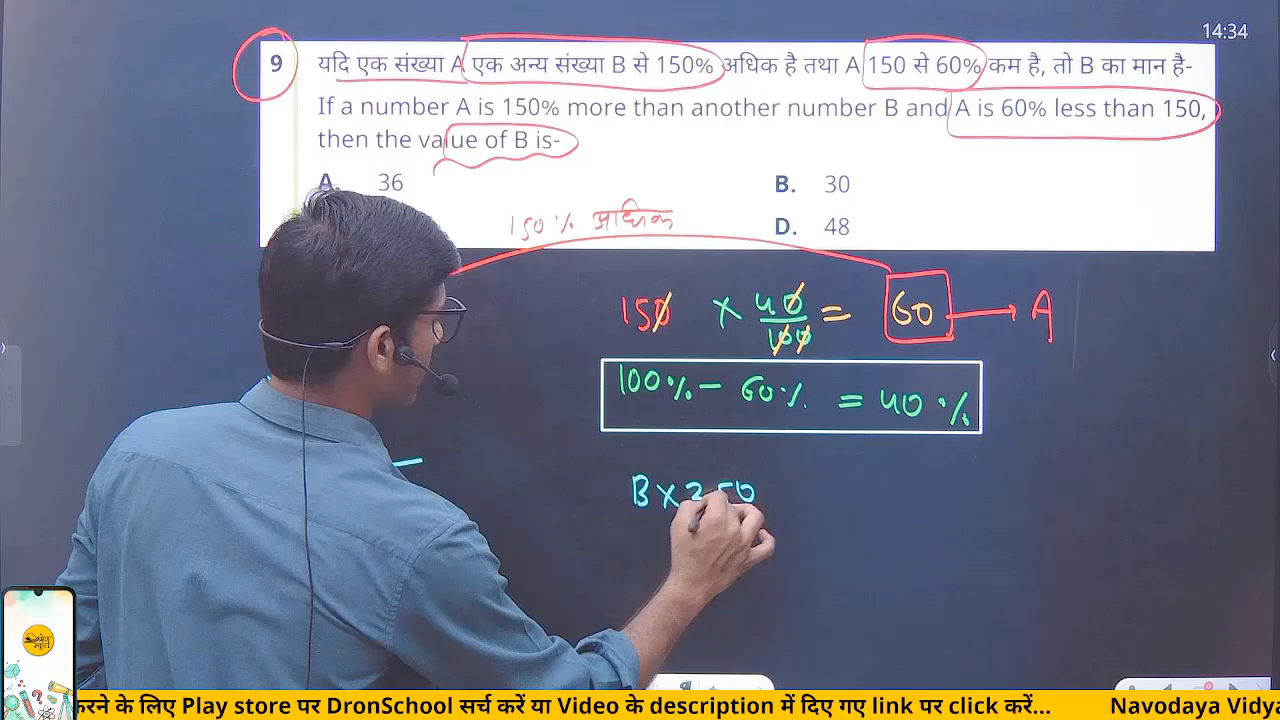 14:34
9 यदि एक संख्या A एक अन्य संख्या B से 150% अधिक है तथा A 150 से 60% कम है, तो B का मान है-
If a number A is 150% more than another number B and A is 60% less than 150,
then the value of B is-
A. 36 B. 30
D. 48
150% अधिक
150 × 40/100 = 60 → A
100% - 60% = 40%
B × 250
करने के लिए Play store पर DronSchool सर्च करें या Video के description में दिए गए link पर click करें... Navodaya Vidya